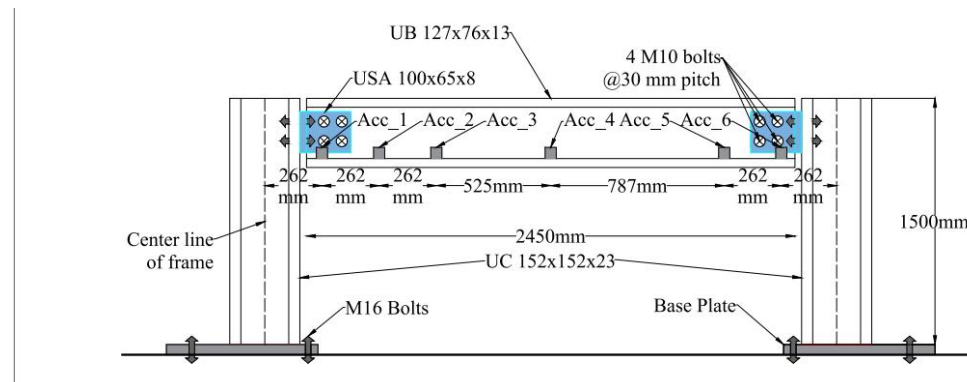 UB 127x76x13
4 M10 bolts
@30 mm pitch
USA 100x65x8
Acc_1
Acc_2
Acc_3
Acc_4
Acc_5
Acc_6
262
mm
262
mm
262
mm
525mm
787mm
262
mm
262
mm
1500mm
Center line
of frame
2450mm
UC 152x152x23
M16 Bolts
Base Plate